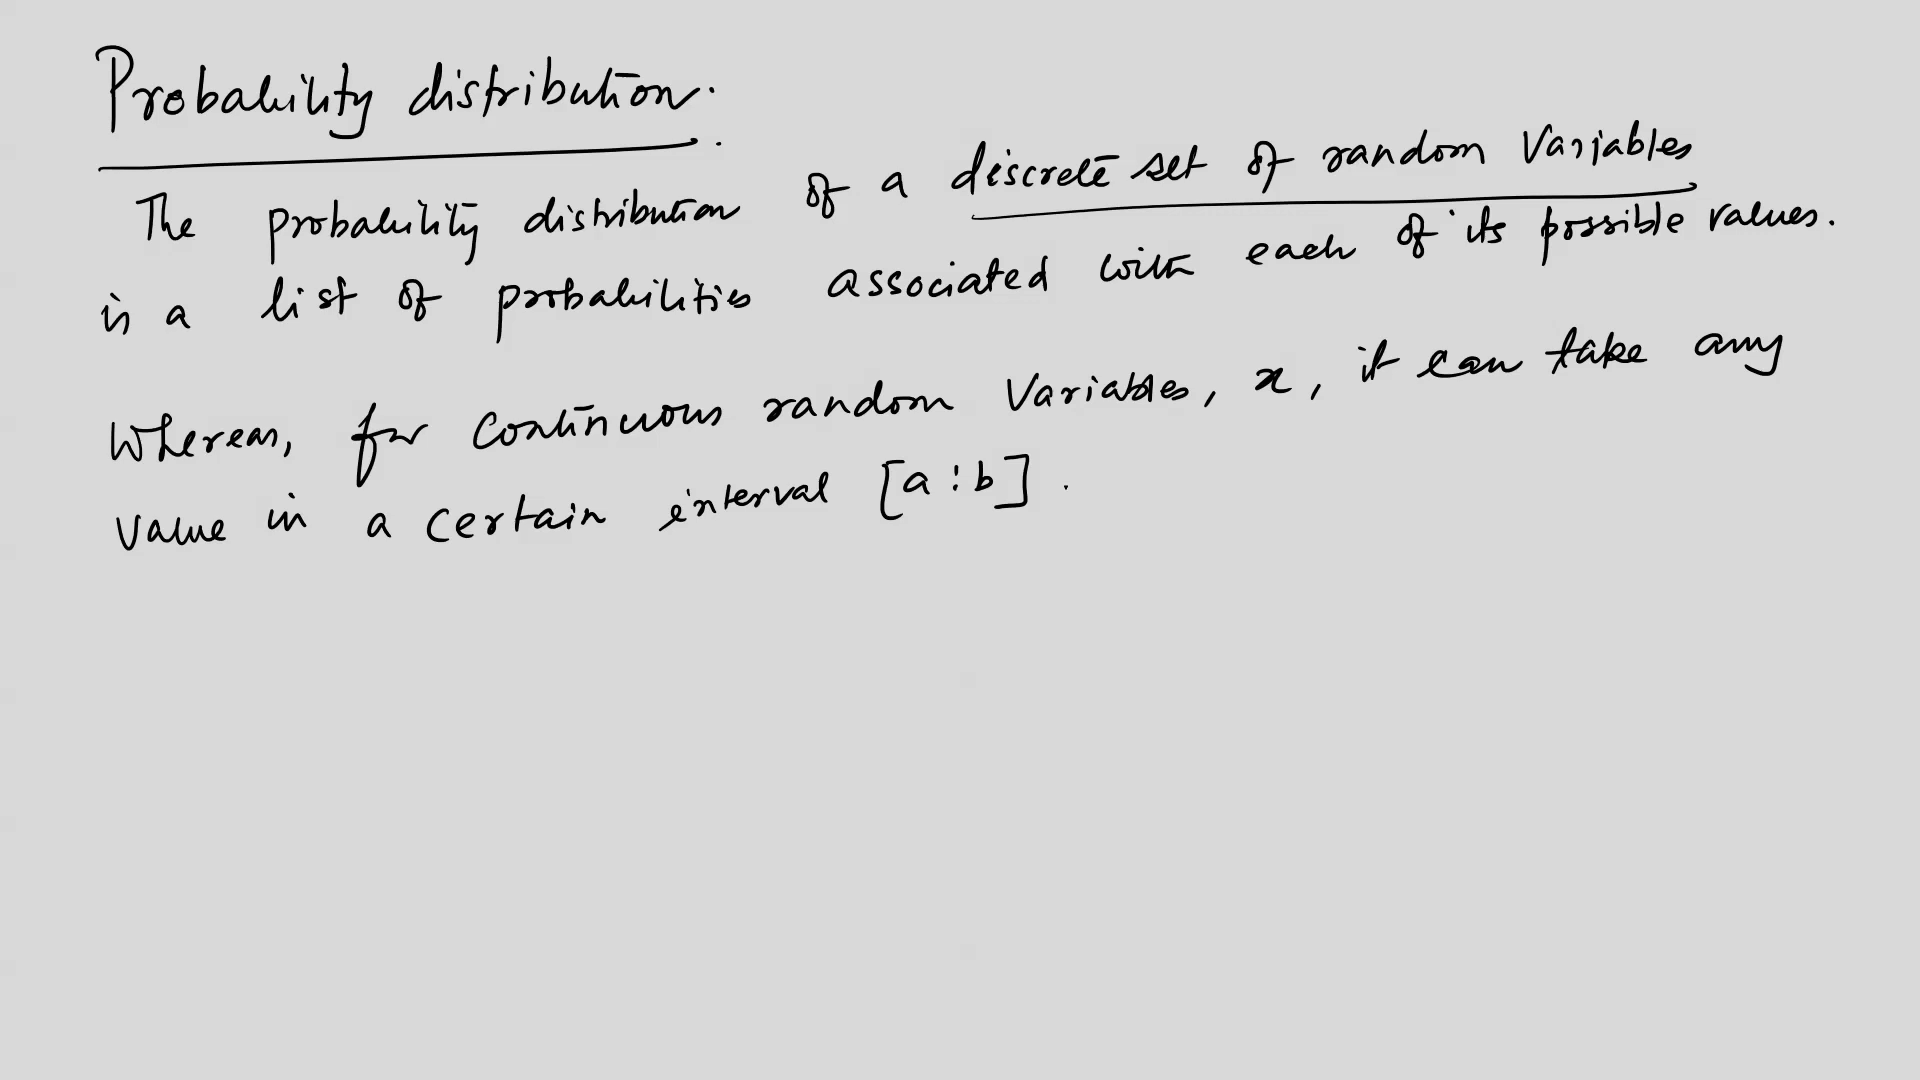 Probability distribution.
The probability distribution of a discrete set of random Variables
is a list of probabilities associated with each of its possible values.
Whereas, for Continuous random Variables, x, it can take any
Value in a certain interval [a : b].